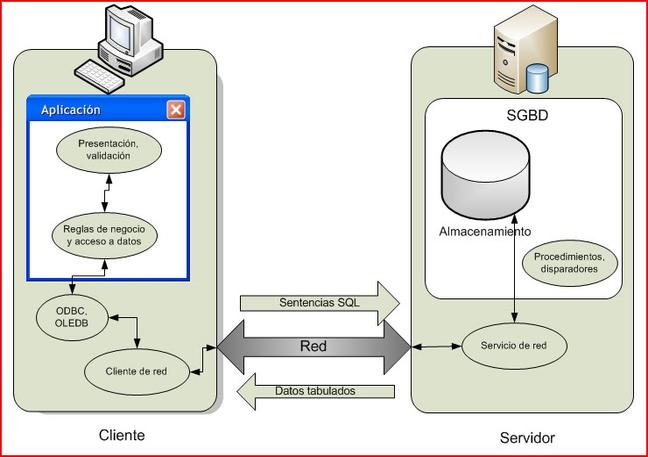 Aplicación
Presentación,
validación
Reglas de negocio
y acceso a datos
ODBC,
OLEDB
Cliente de red
Cliente
Sentencias SQL
Red
Datos tabulados
SGBD
Almacenamiento
Procedimientos,
disparadores
Servicio de red
Servidor